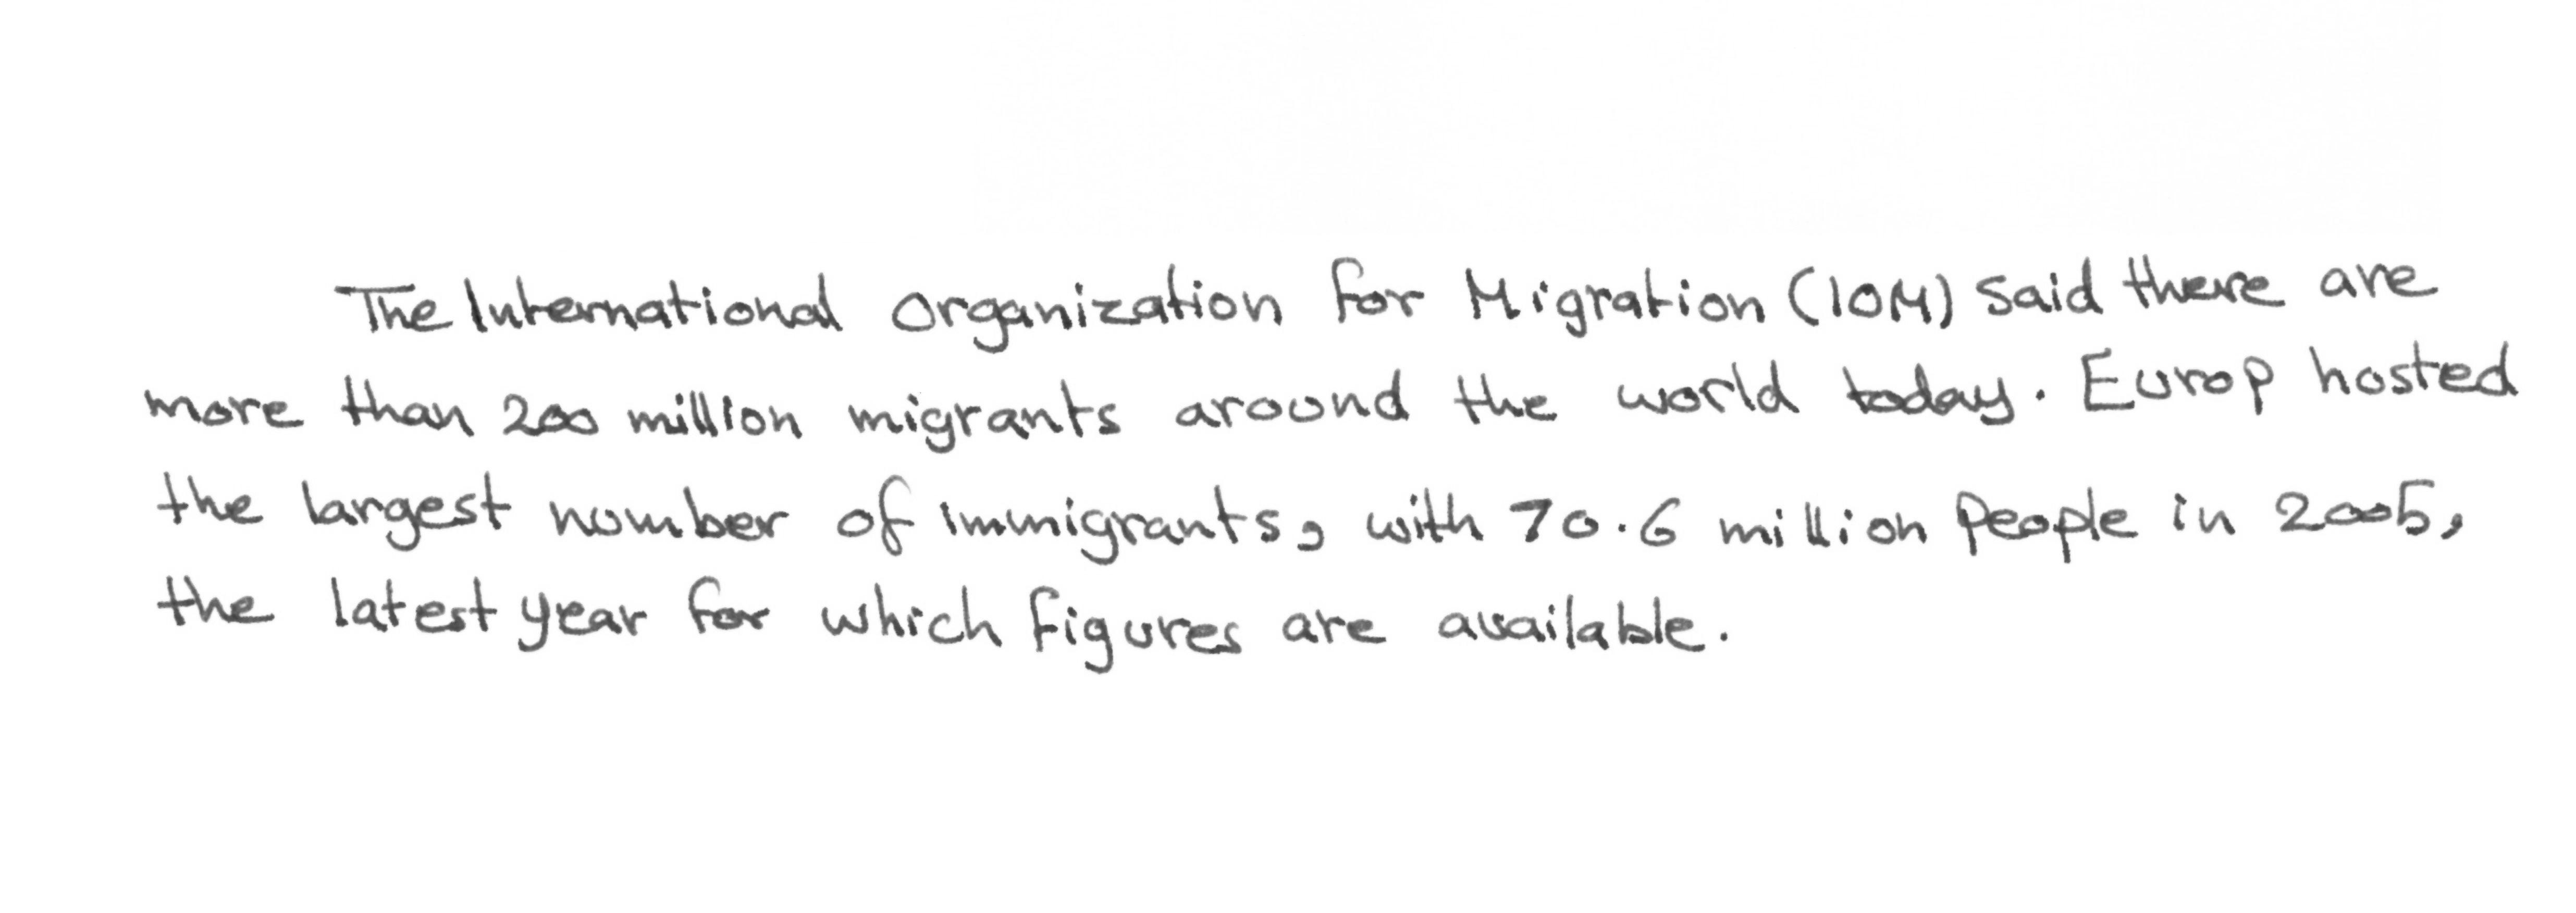 The International Organization for Migration (IOM) said there are
more than 200 million migrants around the world today. Europ hosted
the largest number of immigrants, with 70.6 million people in 2005,
the latest year for which figures are available.